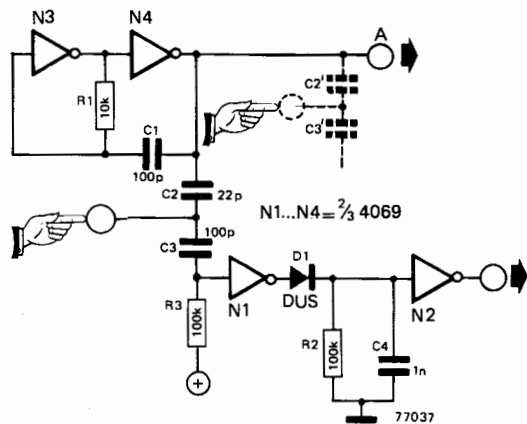 N3
N4
A
R1
10k
C1
100p
C2'
C3'
C2
22p
N1...N4 = 2/3 4069
C3
100p
R3
100k
N1
D1
DUS
N2
R2
100k
C4
1n
+
77037